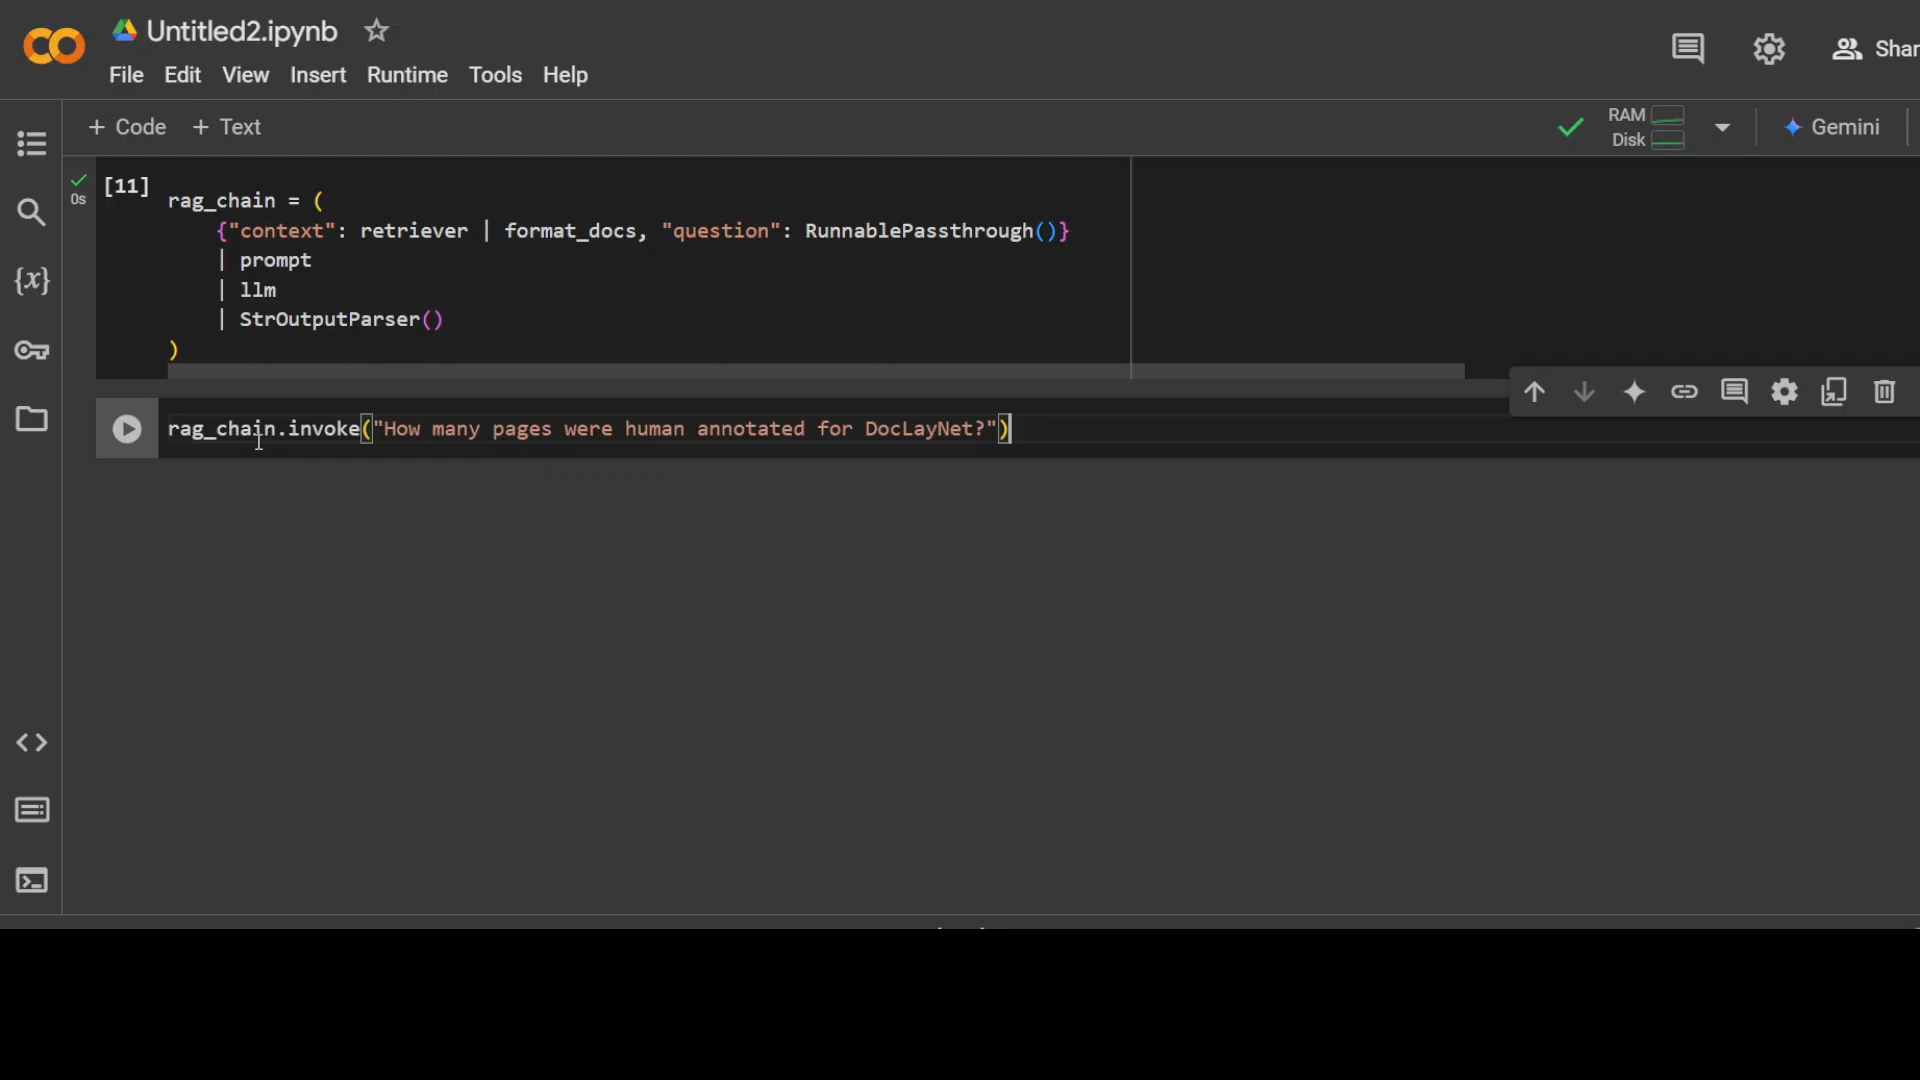 Untitled2.ipynb
File Edit View Insert Runtime Tools Help
Shar
+ Code + Text
RAM
Disk
Gemini
0s
[11]
rag_chain = (
{"context": retriever | format_docs, "question": RunnablePassthrough()}
| prompt
| llm
| StrOutputParser()
)
{x}
rag_chain.invoke("How many pages were human annotated for DocLayNet?")